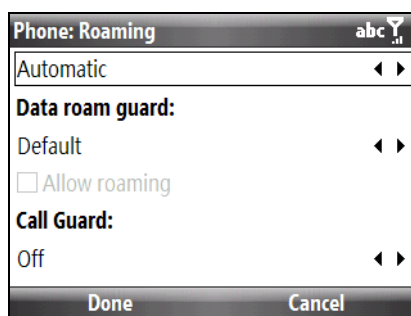 Phone: Roaming abc
Automatic
Data roam guard:
Default
Allow roaming
Call Guard:
Off
Done Cancel